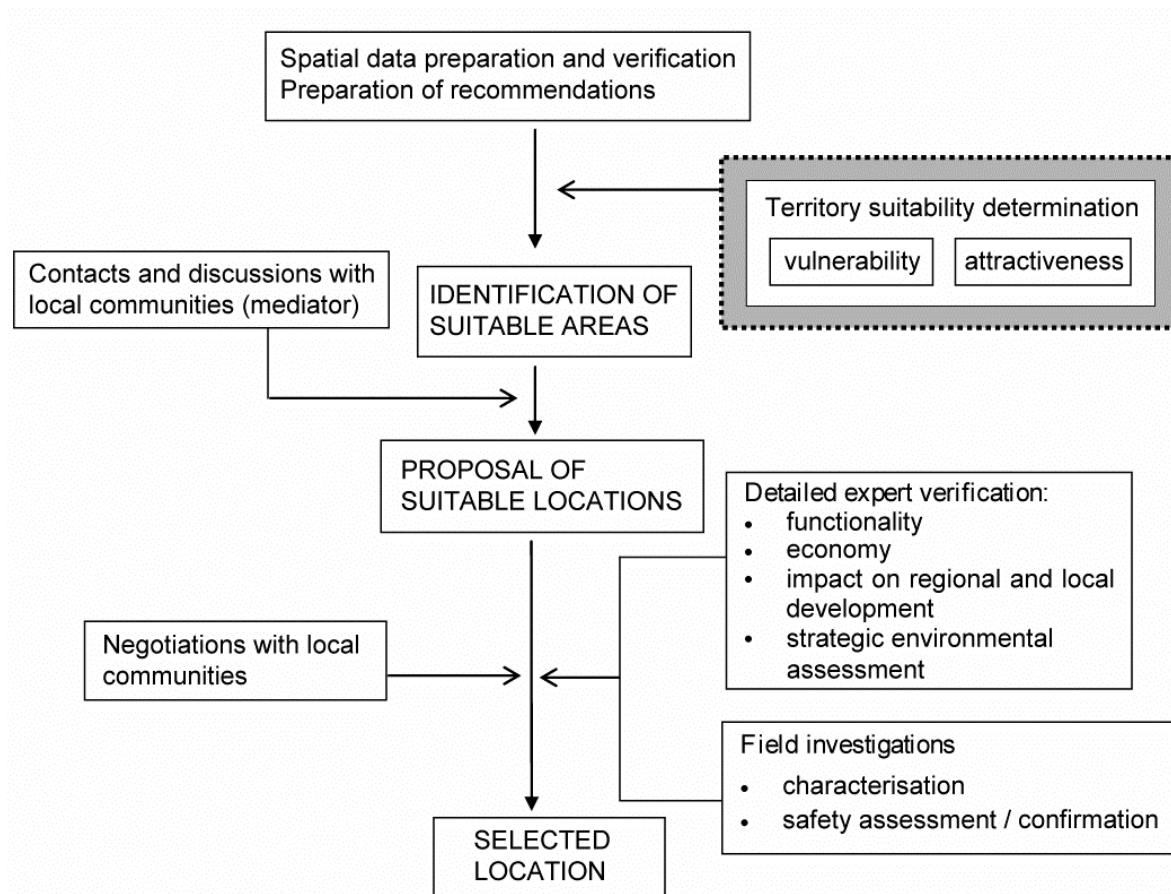 Spatial data preparation and verification
Preparation of recommendations
Territory suitability determination
vulnerability
attractiveness
Contacts and discussions with
local communities (mediator)
IDENTIFICATION OF
SUITABLE AREAS
PROPOSAL OF
SUITABLE LOCATIONS
Detailed expert verification:
• functionality
• economy
• impact on regional and local
development
• strategic environmental
assessment
Negotiations with local
communities
Field investigations
• characterisation
• safety assessment / confirmation
SELECTED
LOCATION